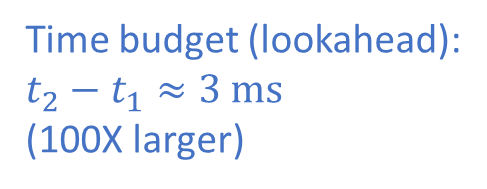 Time budget (lookahead):
t₂ − t₁ ≈ 3 ms
(100X larger)